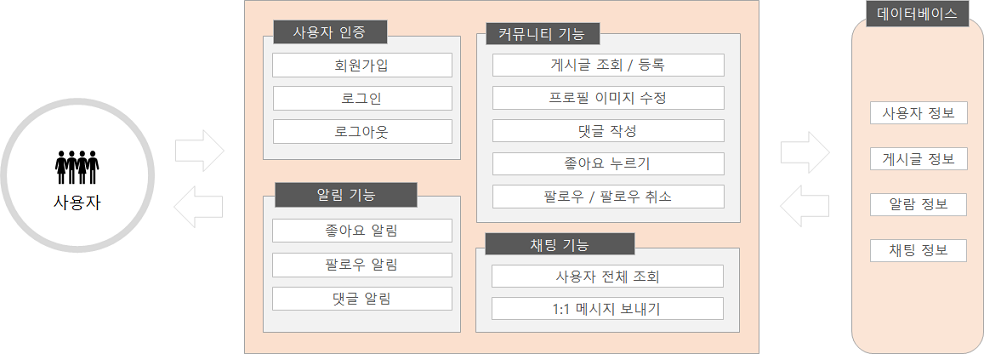 사용자
사용자 인증
회원가입
로그인
로그아웃
알림 기능
좋아요 알림
팔로우 알림
댓글 알림
커뮤니티 기능
게시글 조회 / 등록
프로필 이미지 수정
댓글 작성
좋아요 누르기
팔로우 / 팔로우 취소
채팅 기능
사용자 전체 조회
1:1 메시지 보내기
데이터베이스
사용자 정보
게시글 정보
알람 정보
채팅 정보